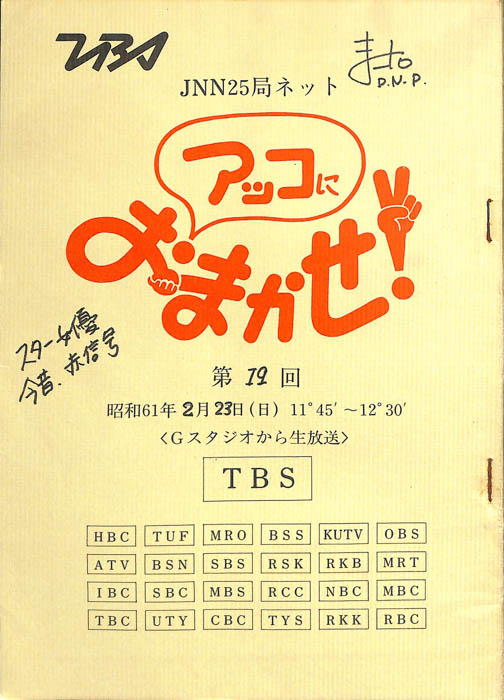 TBS
JNN25局ネット
D.N.P.
アッコに
おまかせ!
スター女優
今昔、赤信号
第19回
昭和61年2月23日(日) 11°45′~12°30′
<Gスタジオから生放送>
TBS
HBC TUF MRO BSS KUTV OBS
ATV BSN SBS RSK RKB MRT
IBC SBC MBS RCC NBC MBC
TBC UTY CBC TYS RKK RBC